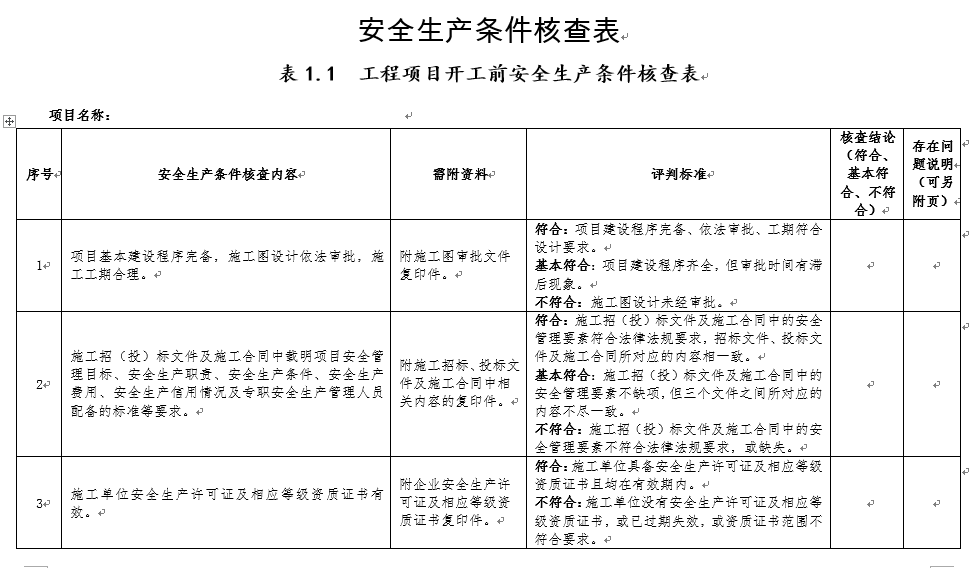 安全生产条件核查表
表 1.1 工程项目开工前安全生产条件核查表
项目名称：
序号
安全生产条件核查内容
需附资料
评判标准
核查结论
（符合、
基本符
合、不符
合）
存在问
题说明
（可另
附页）
1
项目基本建设程序完备，施工图设计依法审批，施
工工期合理。
附施工图审批文件
复印件。
符合：项目建设程序完备、依法审批、工期符合
设计要求。
基本符合：项目建设程序齐全，但审批时间有滞
后现象。
不符合：施工图设计未经审批。
2
施工招（投）标文件及施工合同中载明项目安全管
理目标、安全生产职责、安全生产条件、安全生产
费用、安全生产信用情况及专职安全生产管理人员
配备的标准等要求。
附施工招标、投标文
件及施工合同中相
关内容的复印件。
符合：施工招（投）标文件及施工合同中的安全
管理要素符合法律法规要求，招标文件、投标文
件及施工合同所对应的内容相一致。
基本符合：施工招（投）标文件及施工合同中的
安全管理要素不缺项，但三个文件之间所对应的
内容不尽一致。
不符合：施工招（投）标文件及施工合同中的安
全管理要素不符合法律法规要求，或缺失。
3
施工单位安全生产许可证及相应等级资质证书有
效。
附企业安全生产许
可证及相应等级资
质证书复印件。
符合：施工单位具备安全生产许可证及相应等级
资质证书且均在有效期内。
不符合：施工单位没有安全生产许可证及相应等
级资质证书，或已过期失效，或资质证书范围不
符合要求。